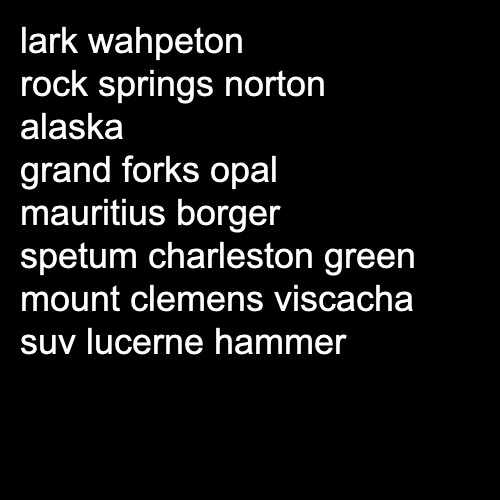 lark wahpeton
rock springs norton
alaska
grand forks opal
mauritius borger
spetum charleston green
mount clemens viscacha
suv lucerne hammer